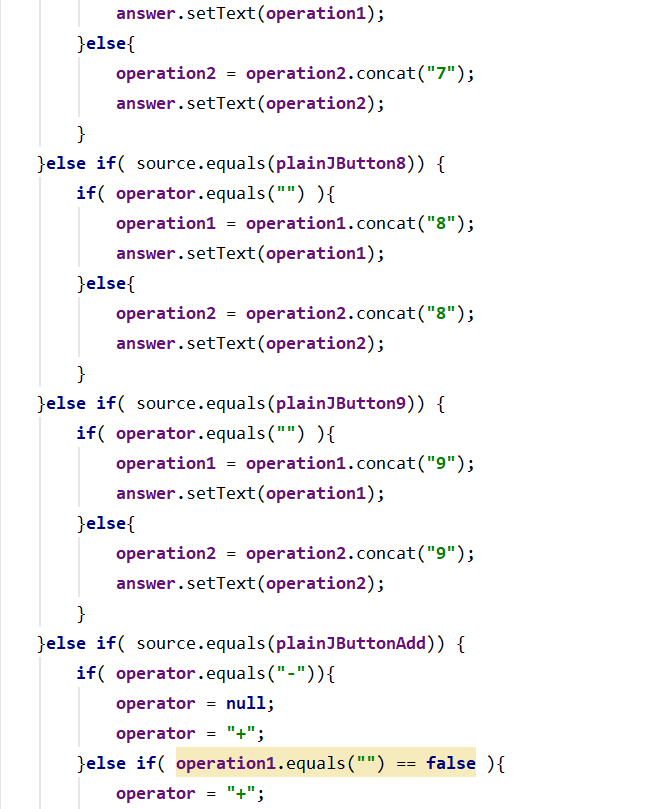 answer.setText(operation1);
}else{
operation2 = operation2.concat("7");
answer.setText(operation2);
}
}else if( source.equals(plainJButton8)) {
if( operator.equals("") ){
operation1 = operation1.concat("8");
answer.setText(operation1);
}else{
operation2 = operation2.concat("8");
answer.setText(operation2);
}
}else if( source.equals(plainJButton9)) {
if( operator.equals("") ){
operation1 = operation1.concat("9");
answer.setText(operation1);
}else{
operation2 = operation2.concat("9");
answer.setText(operation2);
}
}else if( source.equals(plainJButtonAdd)) {
if( operator.equals("-")){
operator = null;
operator = "+";
}else if( operation1.equals("") == false ){
operator = "+";